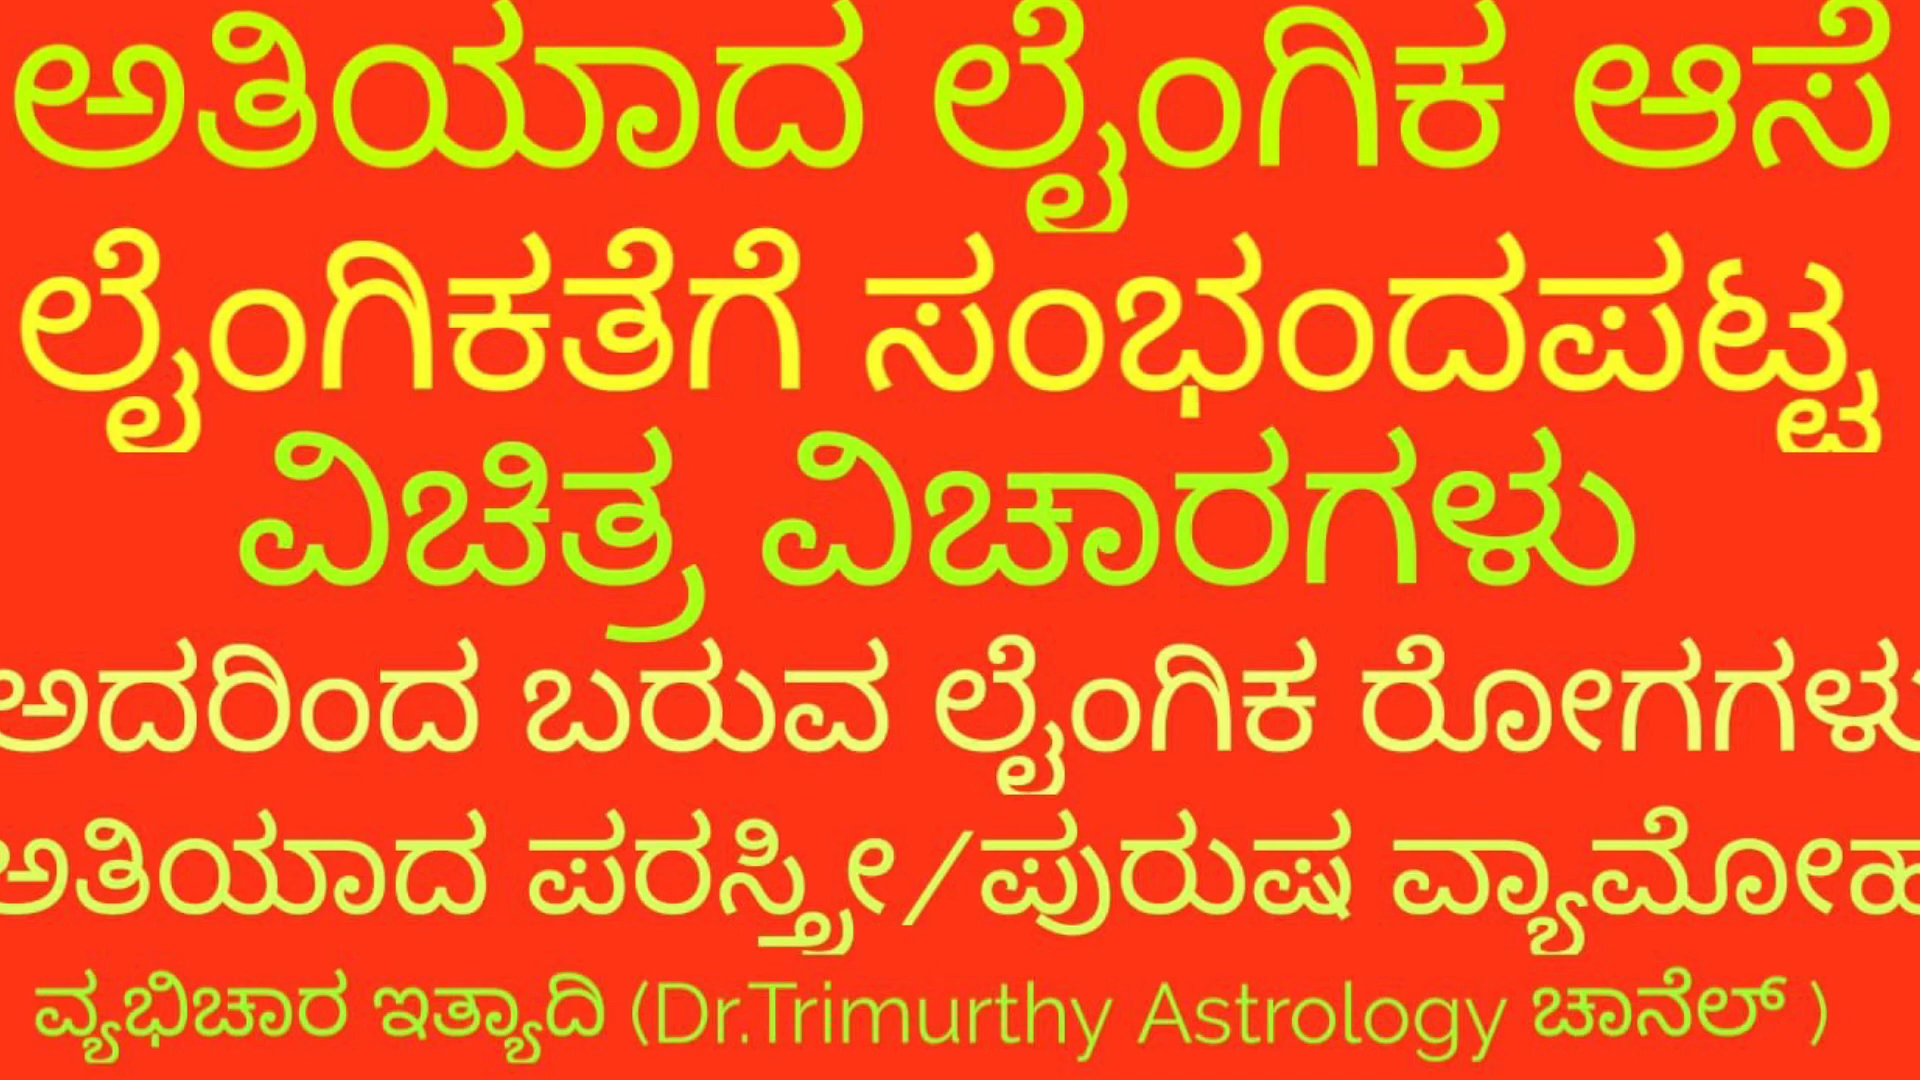 ಅತಿಯಾದ ಲೈಂಗಿಕ ಆಸೆ
ಲೈಂಗಿಕತೆಗೆ ಸಂಭಂದಪಟ್ಟ
ವಿಚಿತ್ರ ವಿಚಾರಗಳು
ಅದರಿಂದ ಬರುವ ಲೈಂಗಿಕ ರೋಗಗಳು
ಅತಿಯಾದ ಪರಸ್ತ್ರೀ/ಪುರುಷ ವ್ಯಾಮೋಹ
ವ್ಯಭಿಚಾರ ಇತ್ಯಾದಿ (Dr.Trimurthy Astrology ಚಾನೆಲ್ )